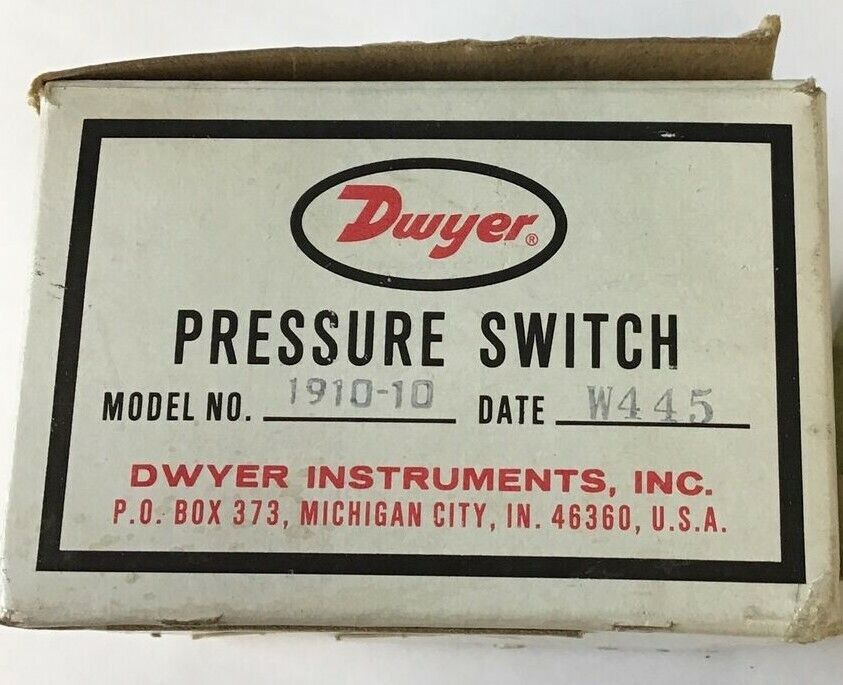 Dwyer®
PRESSURE SWITCH
MODEL NO. 1910-10 DATE W445
DWYER INSTRUMENTS, INC.
P.O. BOX 373, MICHIGAN CITY, IN. 46360, U.S.A.